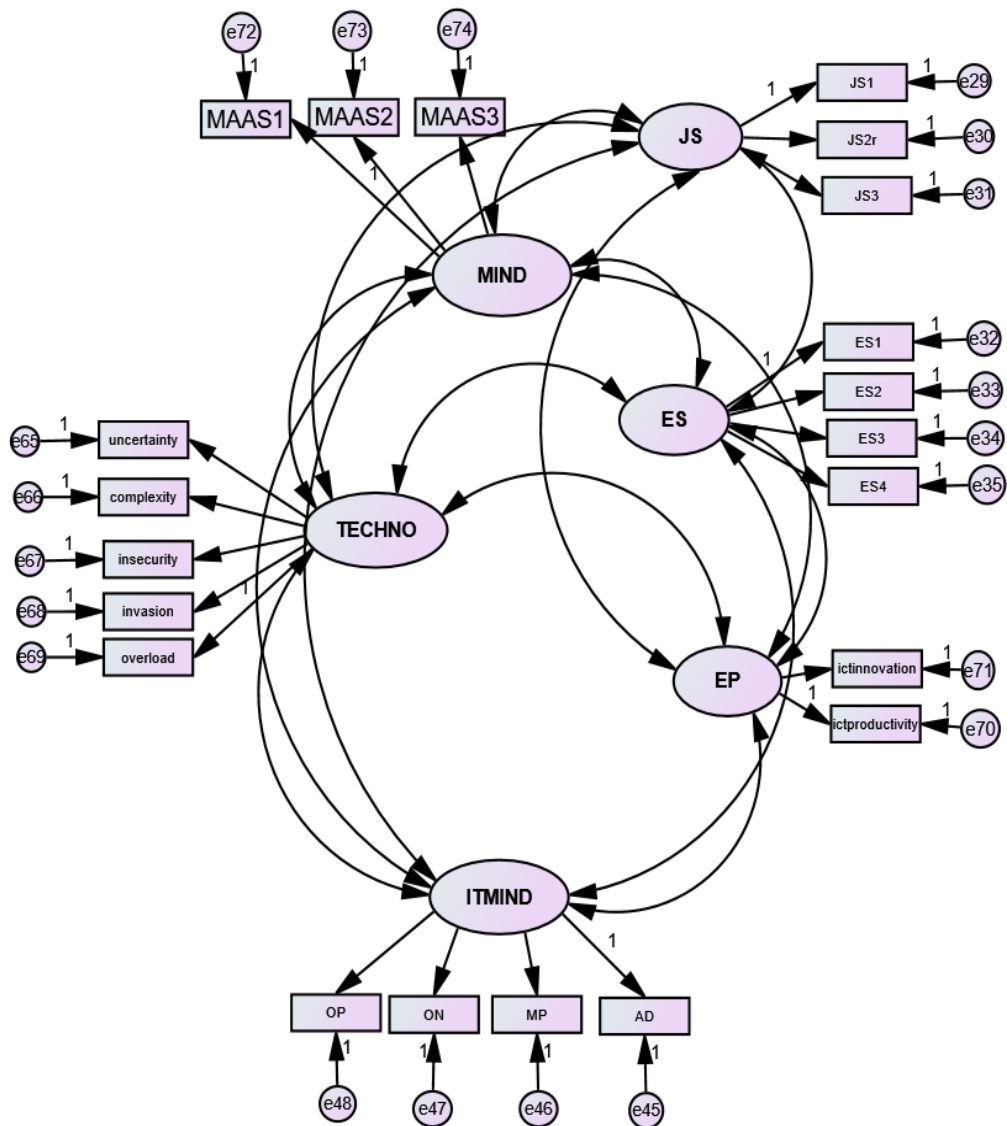 e72
e73
e74
1
1
1
MAAS1
MAAS2
MAAS3
1
JS
1
JS1
1
e29
JS2r
1
e30
JS3
1
e31
MIND
ES
1
ES1
1
e32
ES2
1
e33
ES3
1
e34
ES4
1
e35
e65
1
uncertainty
e66
1
complexity
e67
1
insecurity
e68
1
invasion
e69
1
overload
1
TECHNO
EP
ictinnovation
1
e71
1
ictproductivity
1
e70
ITMIND
1
OP
ON
MP
AD
1
1
1
1
e48
e47
e46
e45